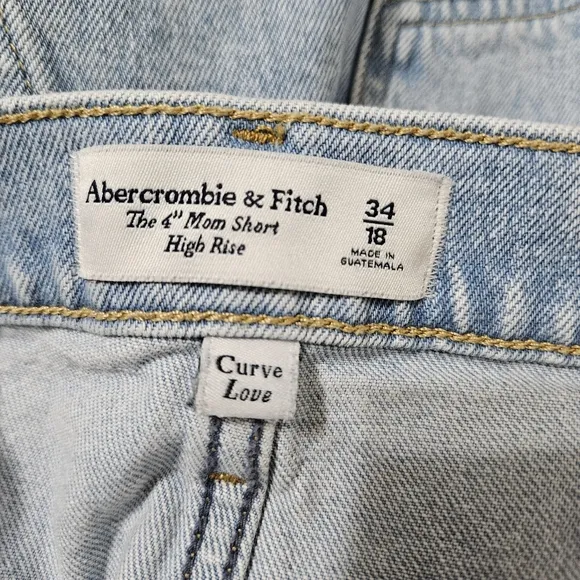 Abercrombie & Fitch
The 4" Mom Short
High Rise
34
18
MADE IN
GUATEMALA
Curve
Love